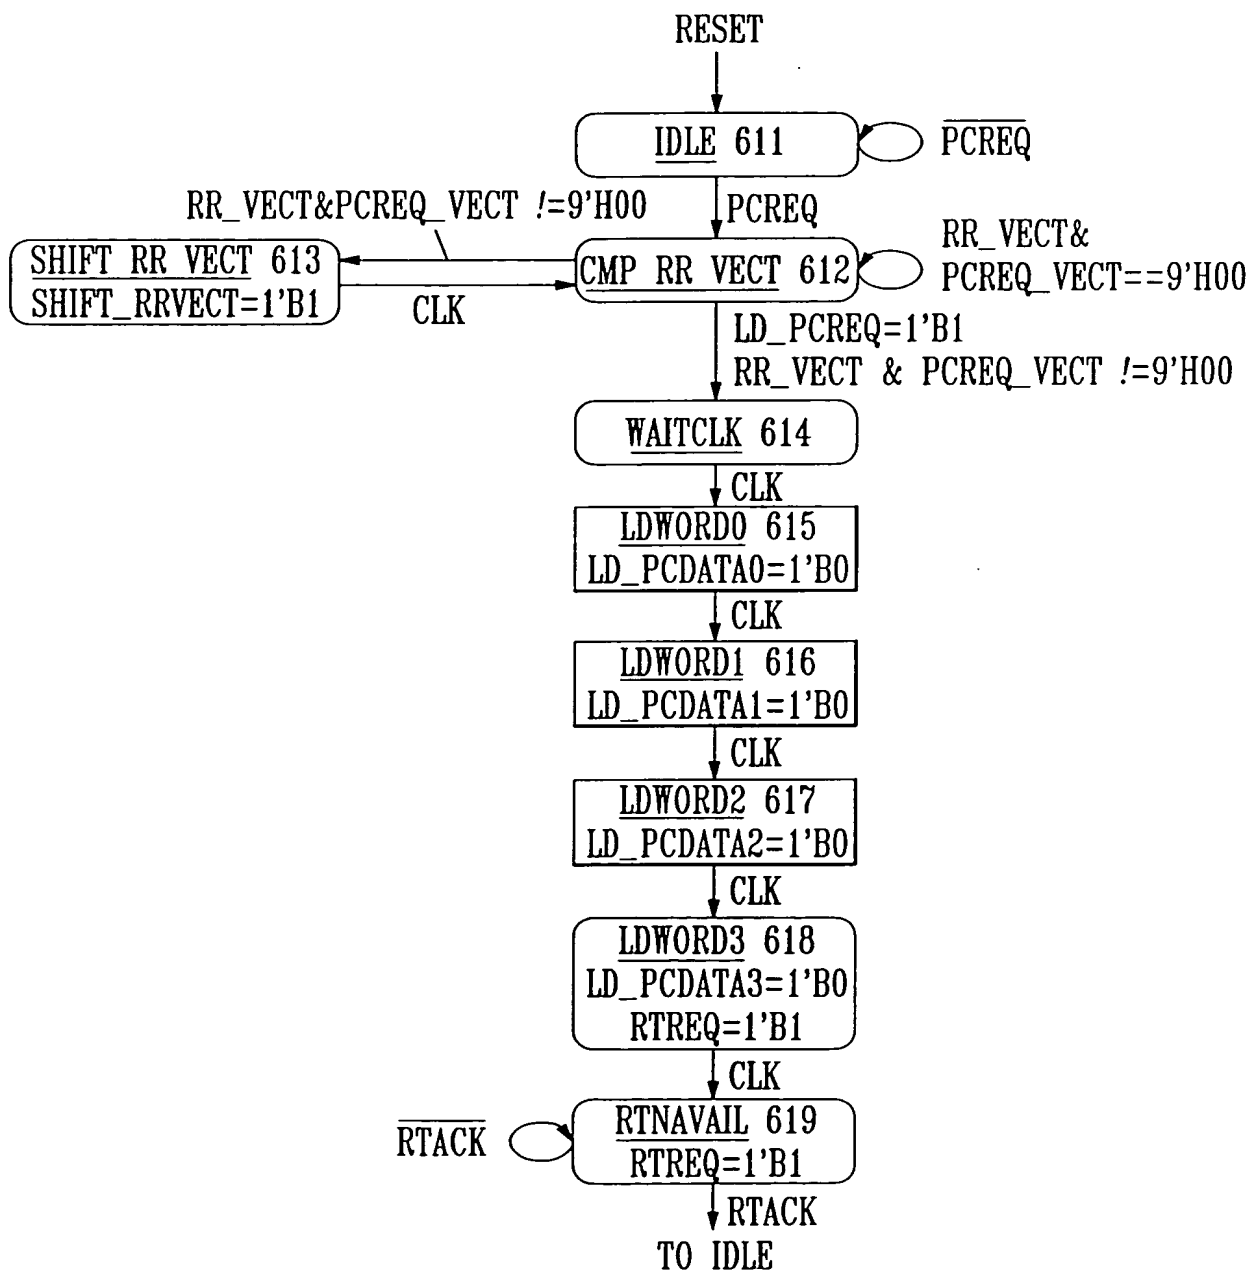 RESET
IDLE 611
PCREQ
PCREQ
RR_VECT&PCREQ_VECT !=9'H00
SHIFT RR VECT 613
SHIFT_RRVECT=1'B1
CLK
CMP RR VECT 612
RR_VECT&
PCREQ_VECT==9'H00
LD_PCREQ=1'B1
RR_VECT & PCREQ_VECT !=9'H00
WAITCLK 614
CLK
LDWORD0 615
LD_PCDATA0=1'B0
CLK
LDWORD1 616
LD_PCDATA1=1'B0
CLK
LDWORD2 617
LD_PCDATA2=1'B0
CLK
LDWORD3 618
LD_PCDATA3=1'B0
RTREQ=1'B1
CLK
RTACK
RTNAVAIL 619
RTREQ=1'B1
RTACK
TO IDLE